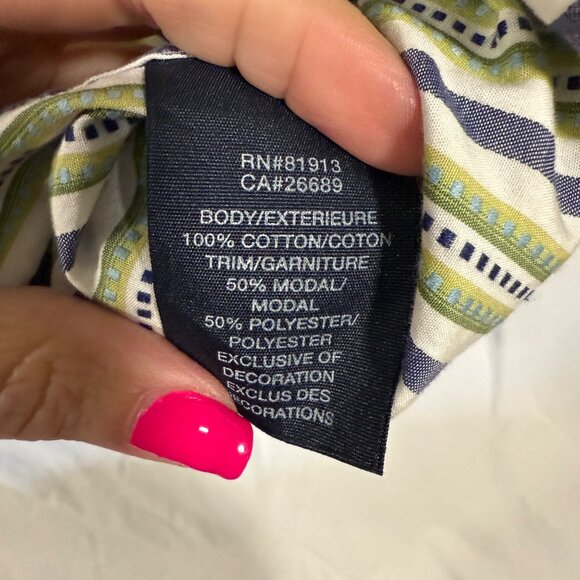 RN#81913
CA#26689
BODY/EXTERIEURE
100% COTTON/COTON
TRIM/GARNITURE
50% MODAL/
MODAL
50% POLYESTER/
POLYESTER
EXCLUSIVE OF
DECORATION
EXCLUS DES
ECORATIONS